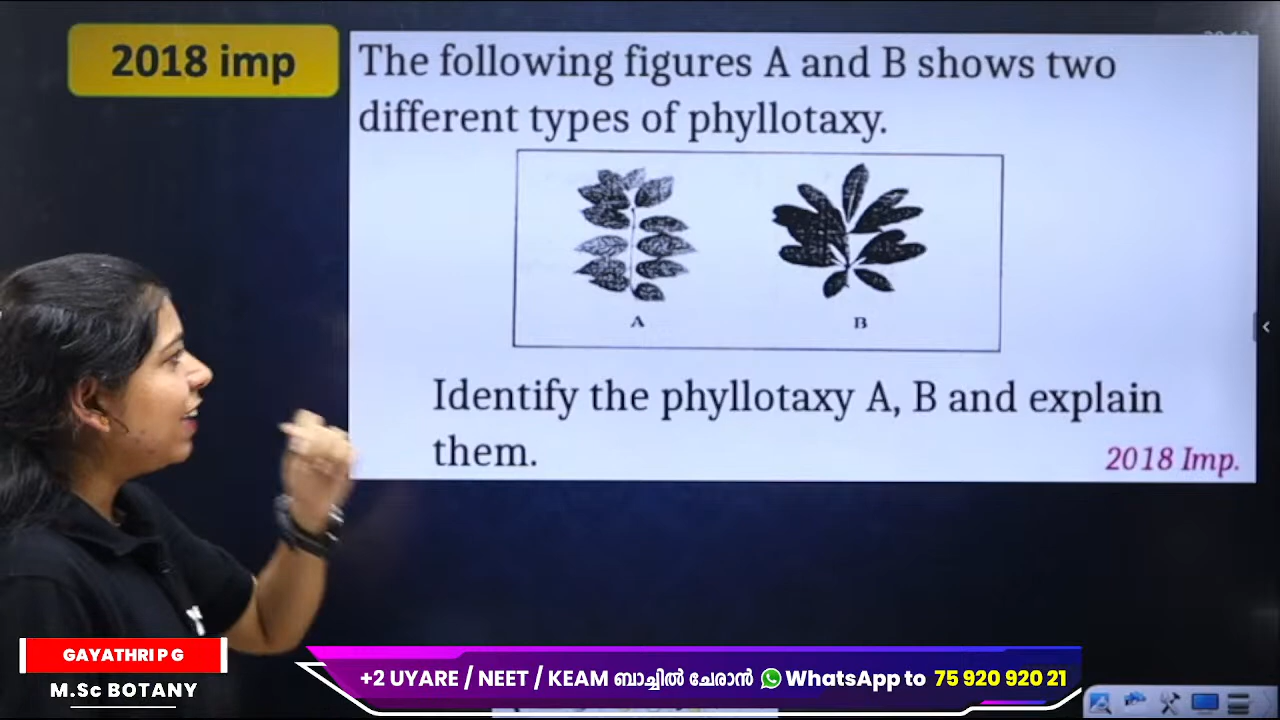 2018 imp
The following figures A and B shows two
different types of phyllotaxy.
A
B
Identify the phyllotaxy A, B and explain
them.
2018 Imp.
GAYATHRI P G
M.Sc BOTANY
+2 UYARE / NEET / KEAM ബാച്ചിൽ ചേരാൻ WhatsApp to 75 920 920 21